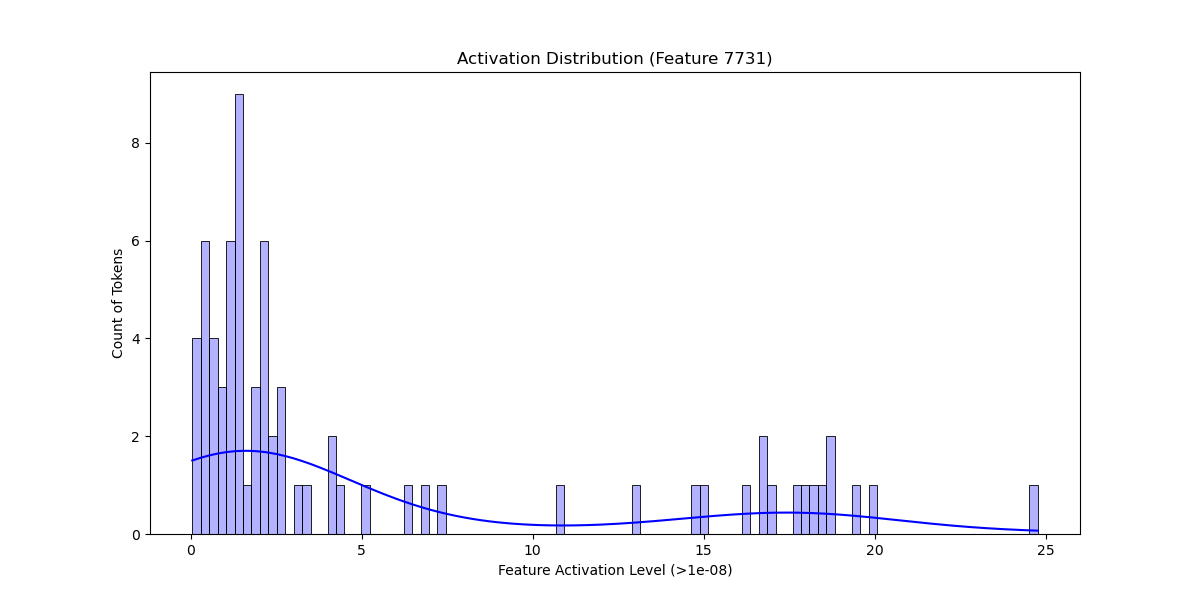 Activation Distribution (Feature 7731)
8
6
4
2
0
Count of Tokens
0 5 10 15 20 25
Feature Activation Level (>1e-08)